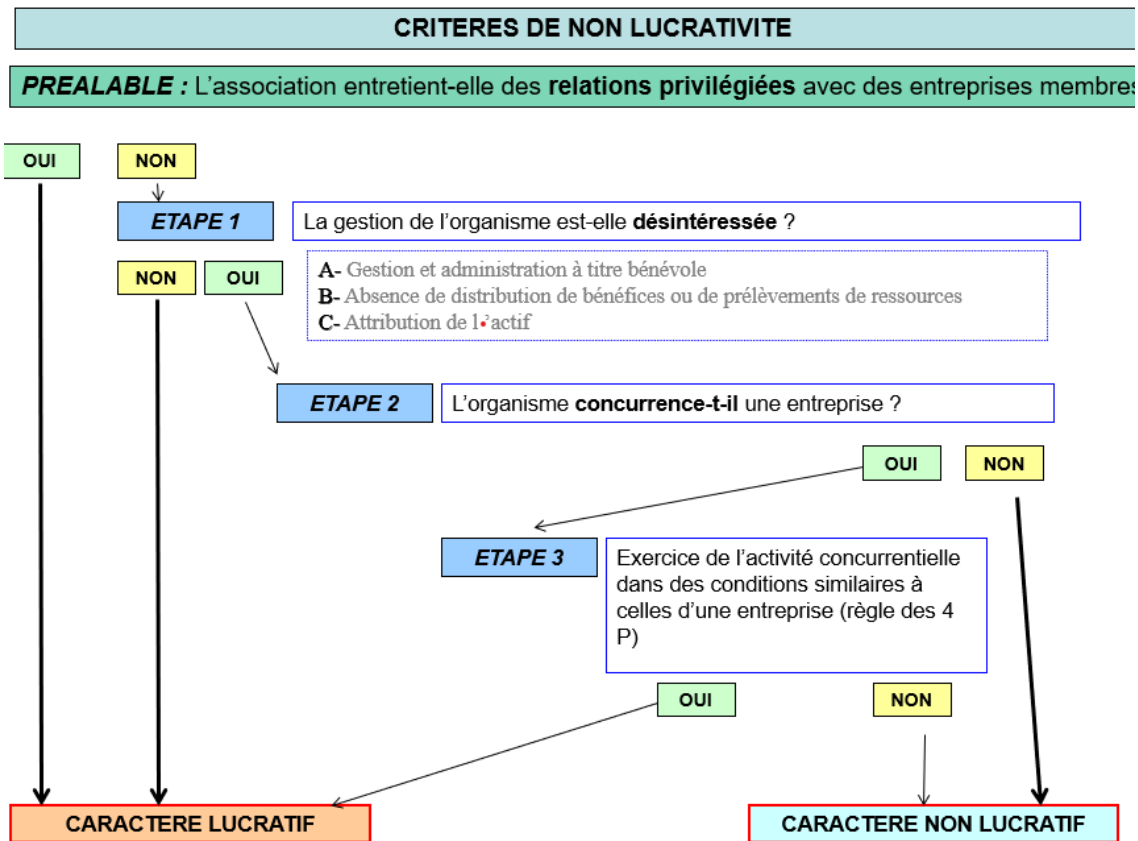 CRITERES DE NON LUCRATIVITE
PREALABLE : L’association entretient-elle des relations privilégiées avec des entreprises membres
OUI
NON
ETAPE 1
La gestion de l’organisme est-elle désintéressée ?
NON
OUI
A- Gestion et administration à titre bénévole
B- Absence de distribution de bénéfices ou de prélèvements de ressources
C- Attribution de l•’actif
ETAPE 2
L’organisme concurrence-t-il une entreprise ?
OUI
NON
ETAPE 3
Exercice de l’activité concurrentielle
dans des conditions similaires à
celles d’une entreprise (règle des 4
P)
OUI
NON
CARACTERE LUCRATIF
CARACTERE NON LUCRATIF